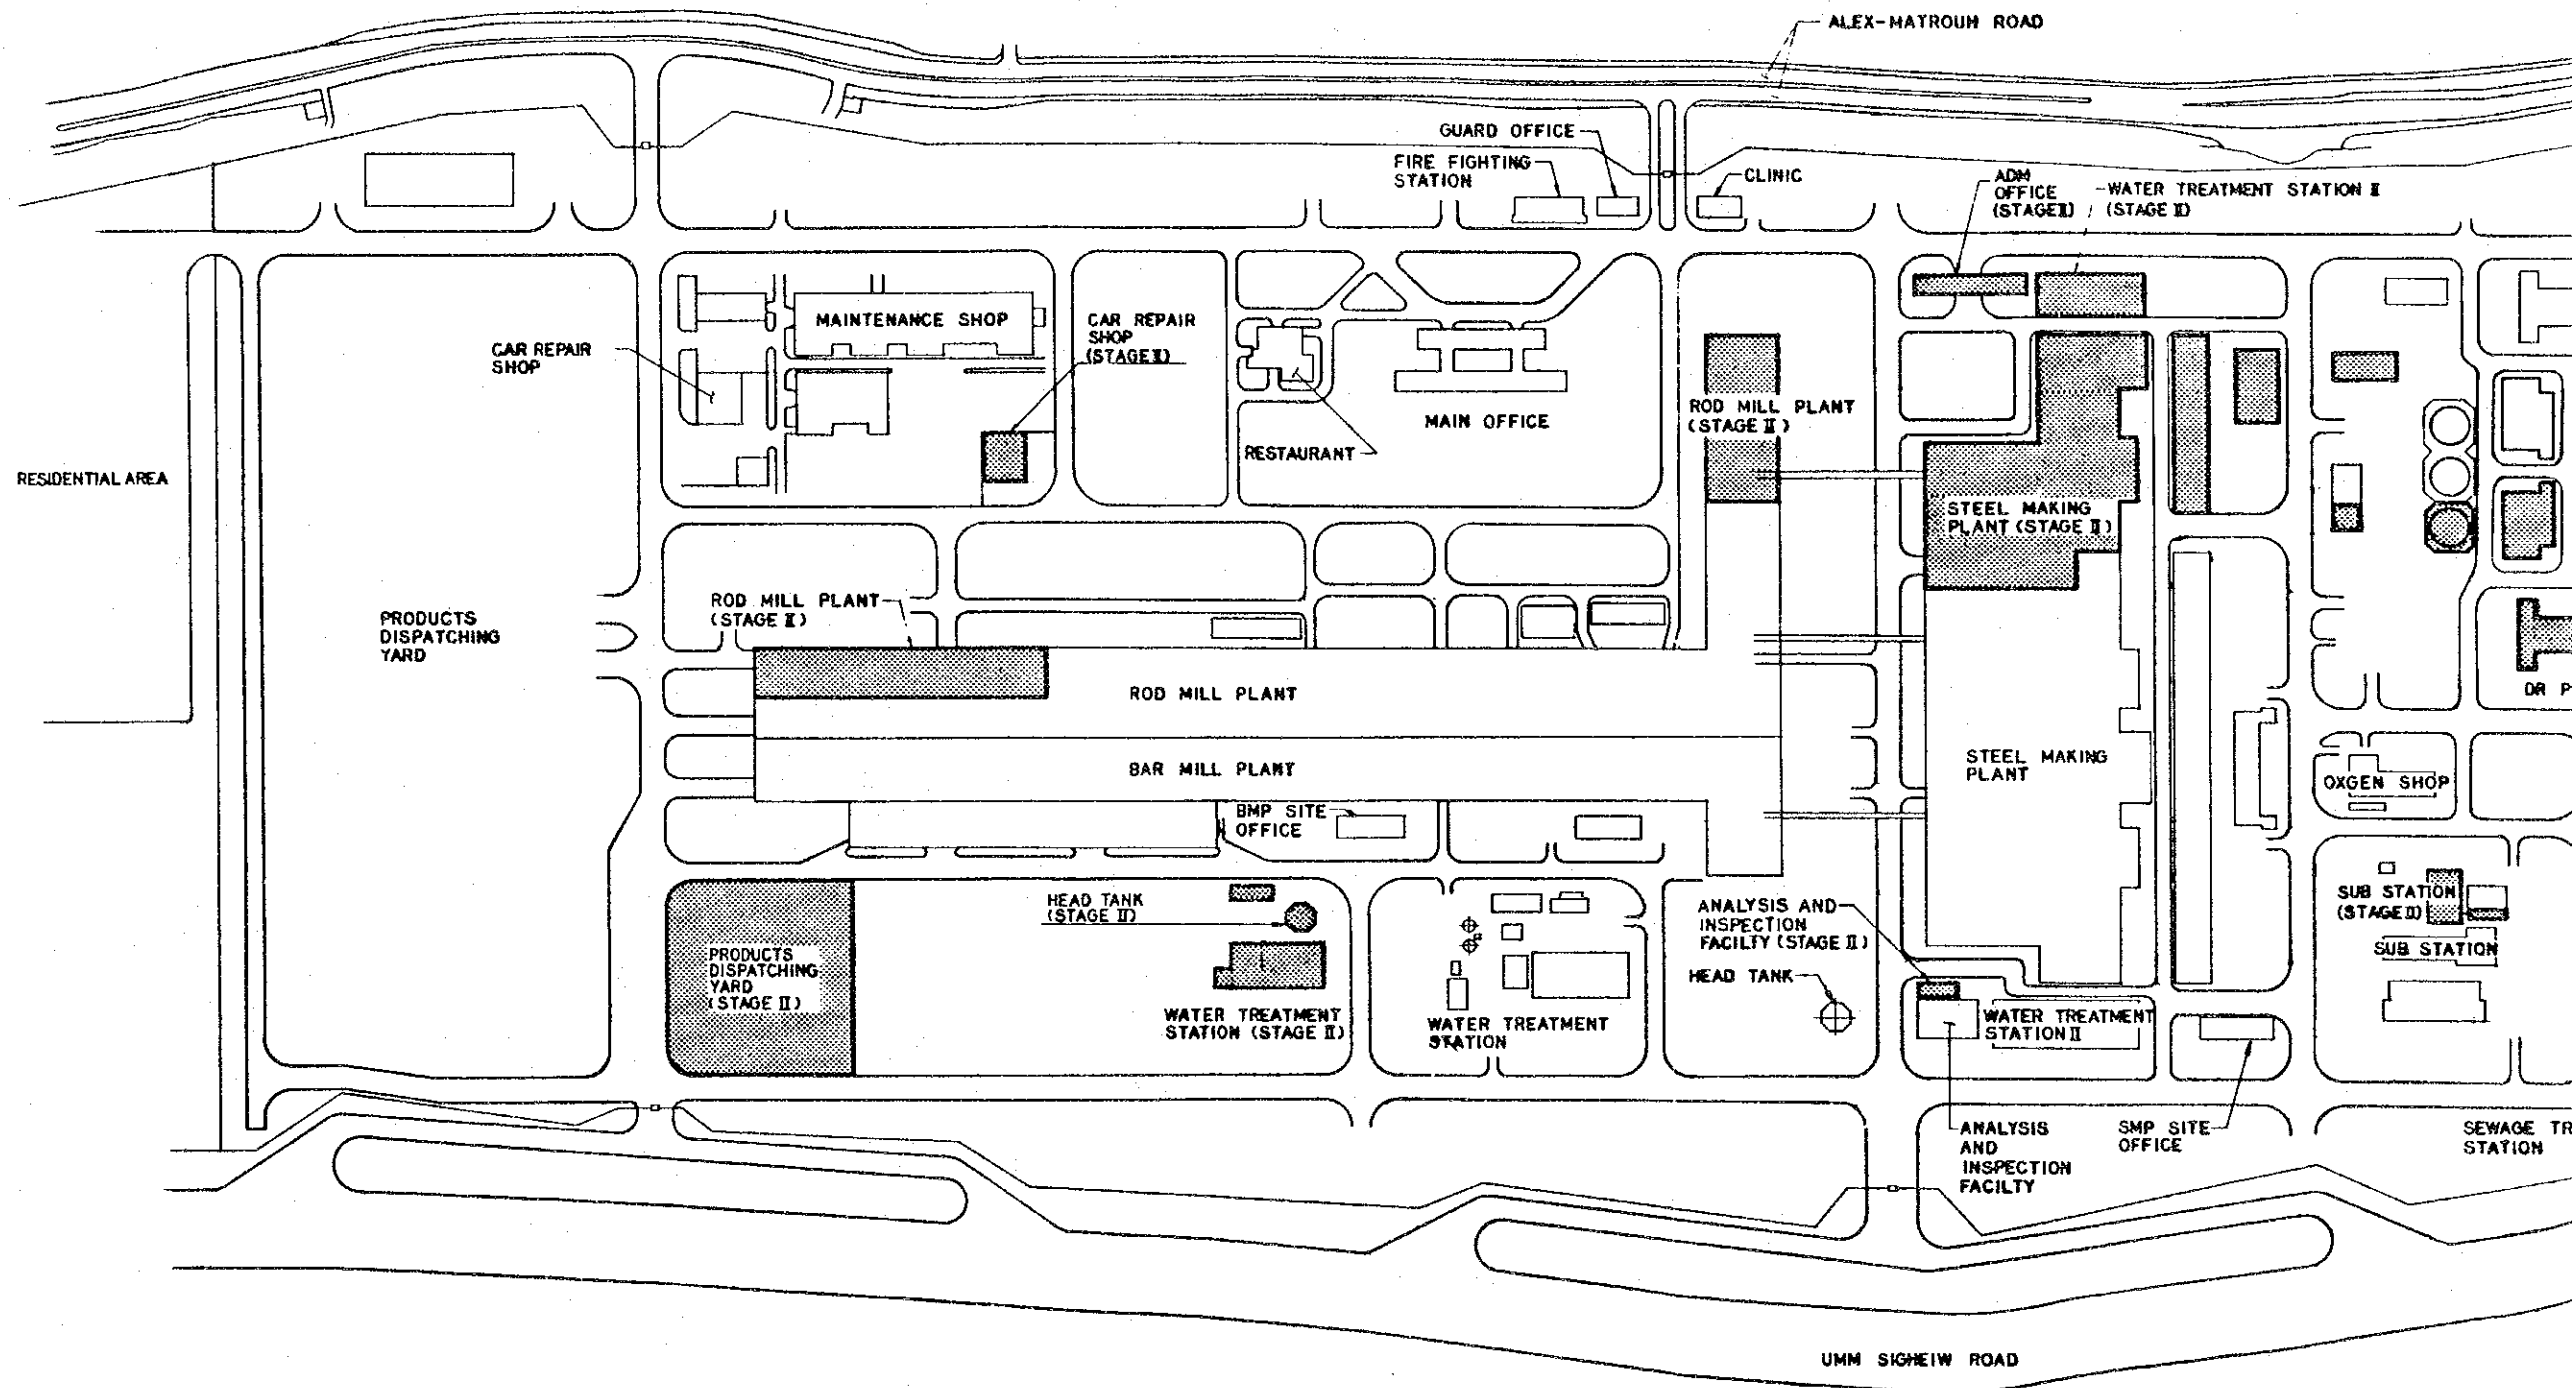 ALEX-MATROUH ROAD
GUARD OFFICE
FIRE FIGHTING
STATION
CLINIC
ADM
OFFICE
(STAGE II)
WATER TREATMENT STATION II
(STAGE II)
MAINTENANCE SHOP
CAR REPAIR
SHOP
(STAGE II)
CAR REPAIR
SHOP
MAIN OFFICE
ROD MILL PLANT
(STAGE II)
RESTAURANT
RESIDENTIAL AREA
STEEL MAKING
PLANT (STAGE II)
ROD MILL PLANT
(STAGE II)
PRODUCTS
DISPATCHING
YARD
ROD MILL PLANT
DR P
BAR MILL PLANT
STEEL MAKING
PLANT
OXGEN SHOP
BMP SITE
OFFICE
HEAD TANK
(STAGE II)
ANALYSIS AND
INSPECTION
FACILTY (STAGE II)
SUB STATION
(STAGE II)
SUB STATION
PRODUCTS
DISPATCHING
YARD
(STAGE II)
HEAD TANK
WATER TREATMENT
STATION (STAGE II)
WATER TREATMENT
STATION
WATER TREATMENT
STATION II
ANALYSIS
AND
INSPECTION
FACILTY
SMP SITE
OFFICE
SEWAGE TR
STATION
UMM SIGHEIW ROAD